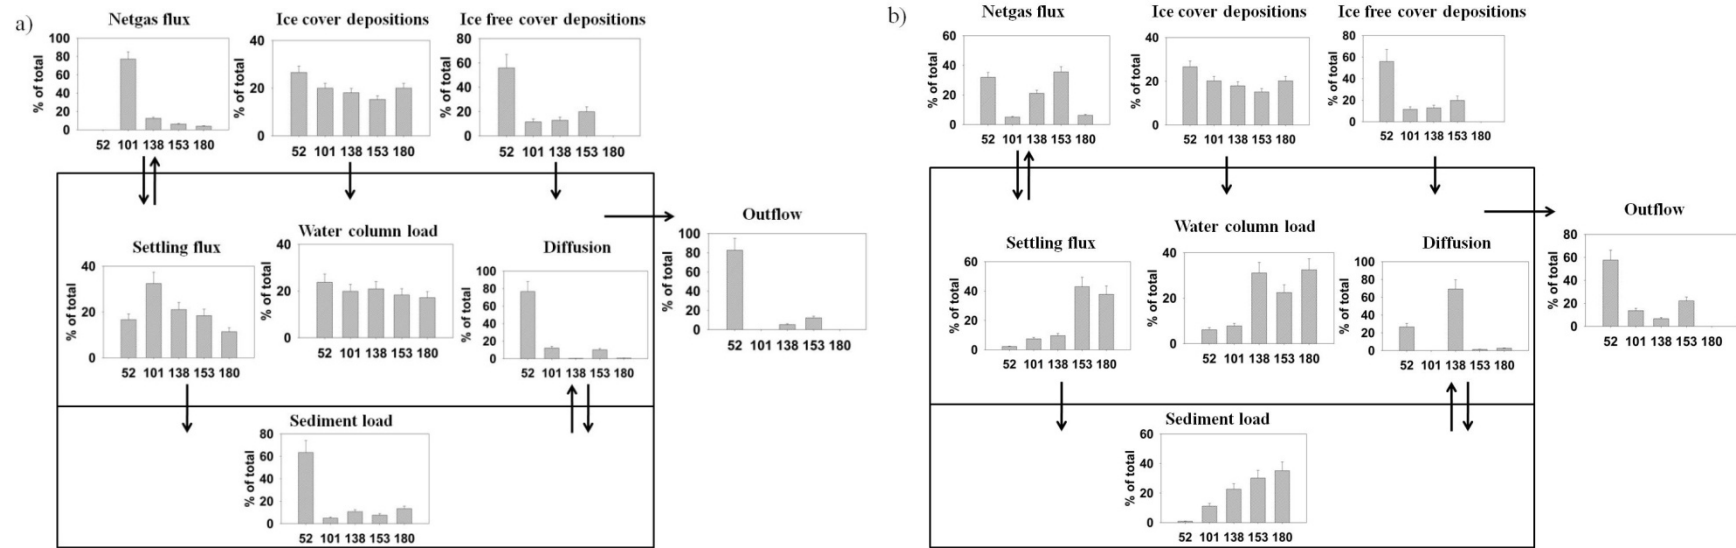 a)
Netgas flux
% of total
100
80
60
40
20
0
52 101 138 153 180
Ice cover depositions
% of total
40
20
0
52 101 138 153 180
Ice free cover depositions
% of total
80
60
40
20
0
52 101 138 153 180
Settling flux
% of total
40
20
0
52 101 138 153 180
Water column load
% of total
40
20
0
52 101 138 153 180
Diffusion
% of total
100
80
60
40
20
0
52 101 138 153 180
Outflow
% of total
100
80
60
40
20
0
52 101 138 153 180
Sediment load
% of total
80
60
40
20
0
52 101 138 153 180
b)
Netgas flux
% of total
60
40
20
0
52 101 138 153 180
Ice cover depositions
% of total
40
20
0
52 101 138 153 180
Ice free cover depositions
% of total
80
60
40
20
0
52 101 138 153 180
Settling flux
% of total
60
40
20
0
52 101 138 153 180
Water column load
% of total
40
20
0
52 101 138 153 180
Diffusion
% of total
100
80
60
40
20
0
52 101 138 153 180
Outflow
% of total
80
60
40
20
0
52 101 138 153 180
Sediment load
% of total
60
40
20
0
52 101 138 153 180